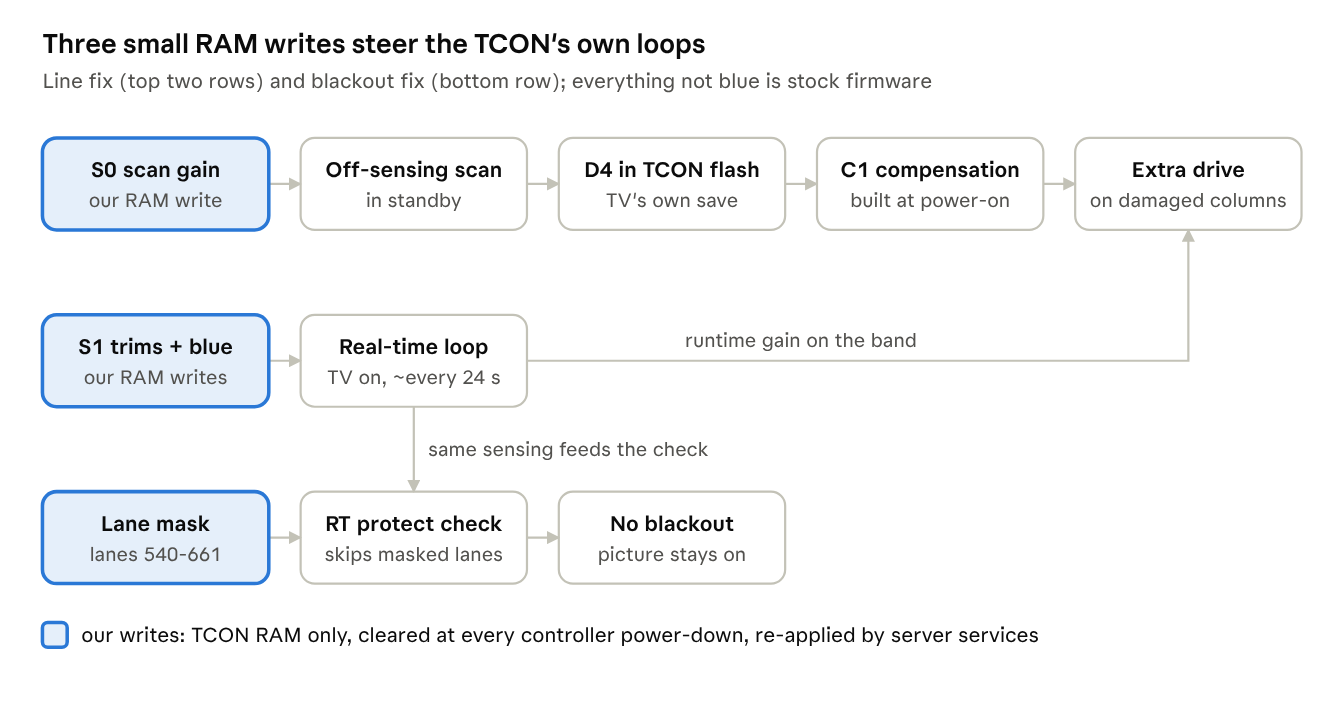 Three small RAM writes steer the TCON's own loops
Line fix (top two rows) and blackout fix (bottom row); everything not blue is stock firmware
S0 scan gain
our RAM write
Off-sensing scan
in standby
D4 in TCON flash
TV's own save
C1 compensation
built at power-on
Extra drive
on damaged columns
S1 trims + blue
our RAM writes
Real-time loop
TV on, ~every 24 s
runtime gain on the band
same sensing feeds the check
Lane mask
lanes 540-661
RT protect check
skips masked lanes
No blackout
picture stays on
our writes: TCON RAM only, cleared at every controller power-down, re-applied by server services